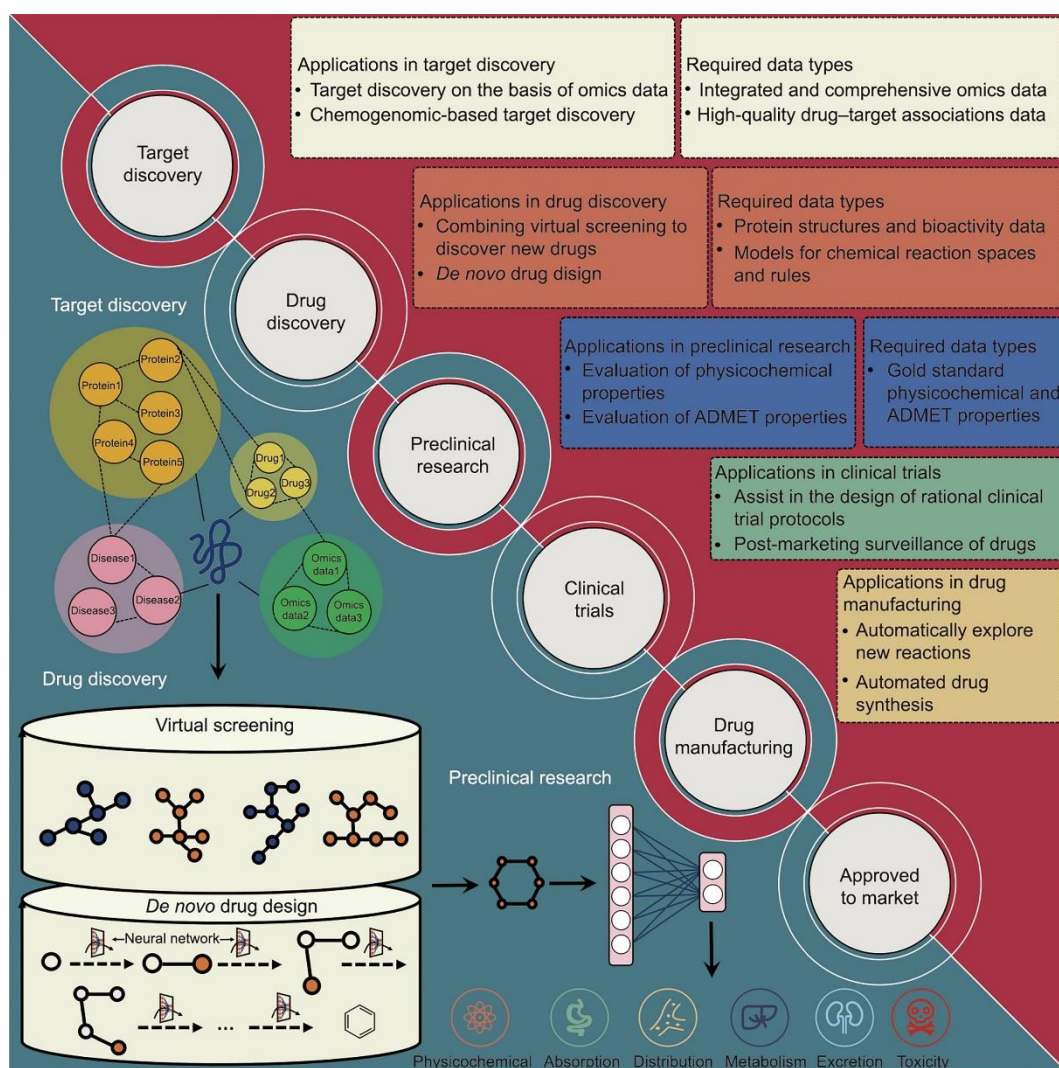 Applications in target discovery
• Target discovery on the basis of omics data
• Chemogenomic-based target discovery
Required data types
• Integrated and comprehensive omics data
• High-quality drug–target associations data
Target
discovery
Applications in drug discovery
• Combining virtual screening to
discover new drugs
• De novo drug disign
Required data types
• Protein structures and bioactivity data
• Models for chemical reaction spaces
and rules
Drug
discovery
Applications in preclinical research
• Evaluation of physicochemical
properties
• Evaluation of ADMET properties
Required data types
• Gold standard
physicochemical and
ADMET properties
Preclinical
research
Applications in clinical trials
• Assist in the design of rational clinical
trial protocols
• Post-marketing surveillance of drugs
Clinical
trials
Applications in drug
manufacturing
• Automatically explore
new reactions
• Automated drug
synthesis
Drug
manufacturing
Approved
to market
Target discovery
Protein1
Protein2
Protein3
Protein4
Protein5
Drug1
Drug2
Drug3
Disease1
Disease2
Disease3
Omics
data1
Omics
data2
Omics
data3
Drug discovery
Virtual screening
De novo drug design
Neural network
...
...
Preclinical research
Physicochemical
Absorption
Distribution
Metabolism
Excretion
Toxicity